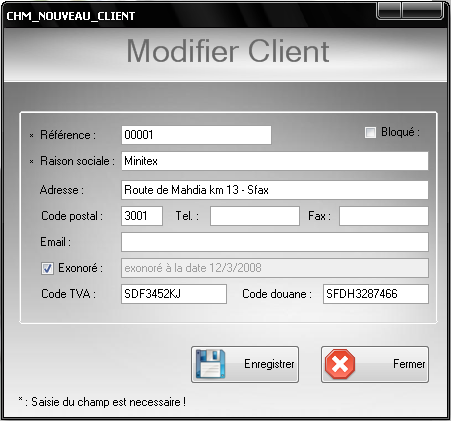 CHM_NOUVEAU_CLIENT
Modifier Client
* Référence : 00001 Bloqué :
* Raison sociale : Minitex
Adresse : Route de Mahdia km 13 - Sfax
Code postal : 3001 Tel. : Fax :
Email :
Exonoré : exonoré à la date 12/3/2008
Code TVA : SDF3452KJ Code douane : SFDH3287466
Enregistrer Fermer
* : Saisie du champ est necessaire !